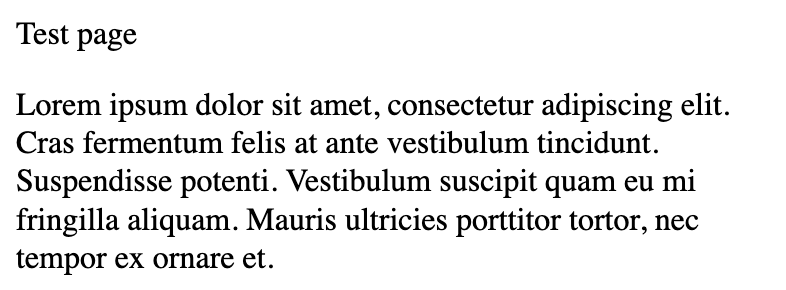 Test page
Lorem ipsum dolor sit amet, consectetur adipiscing elit.
Cras fermentum felis at ante vestibulum tincidunt.
Suspendisse potenti. Vestibulum suscipit quam eu mi
fringilla aliquam. Mauris ultricies porttitor tortor, nec
tempor ex ornare et.